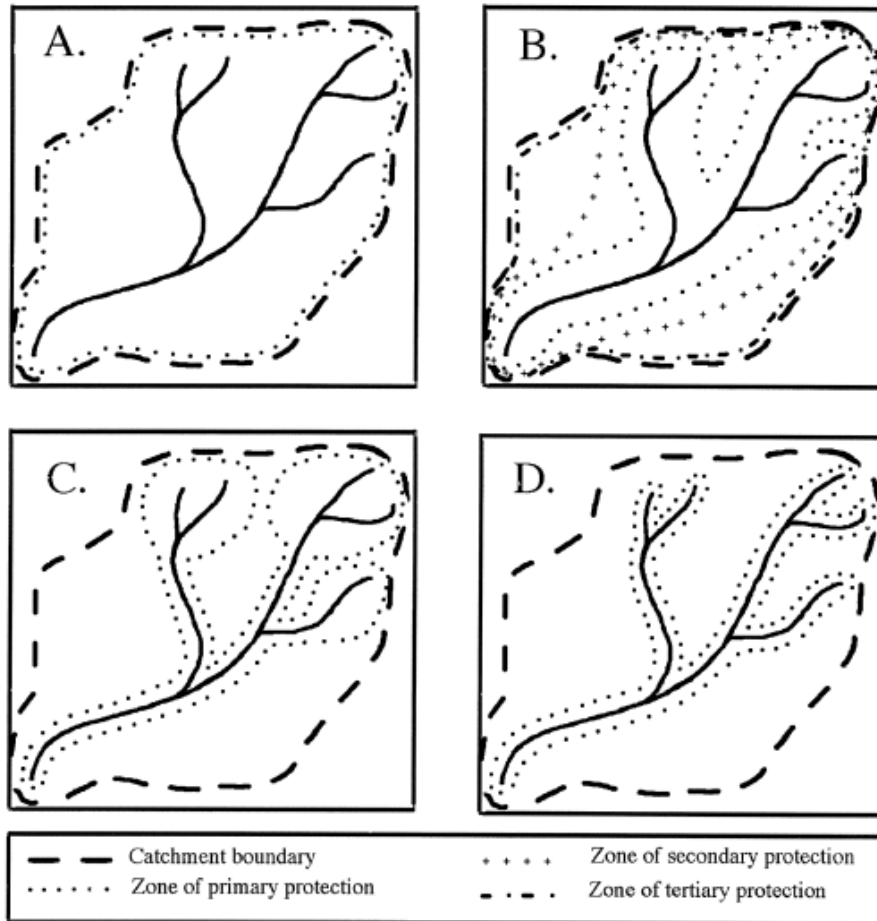 A.
B.
C.
D.
Catchment boundary
Zone of secondary protection
Zone of primary protection
Zone of tertiary protection